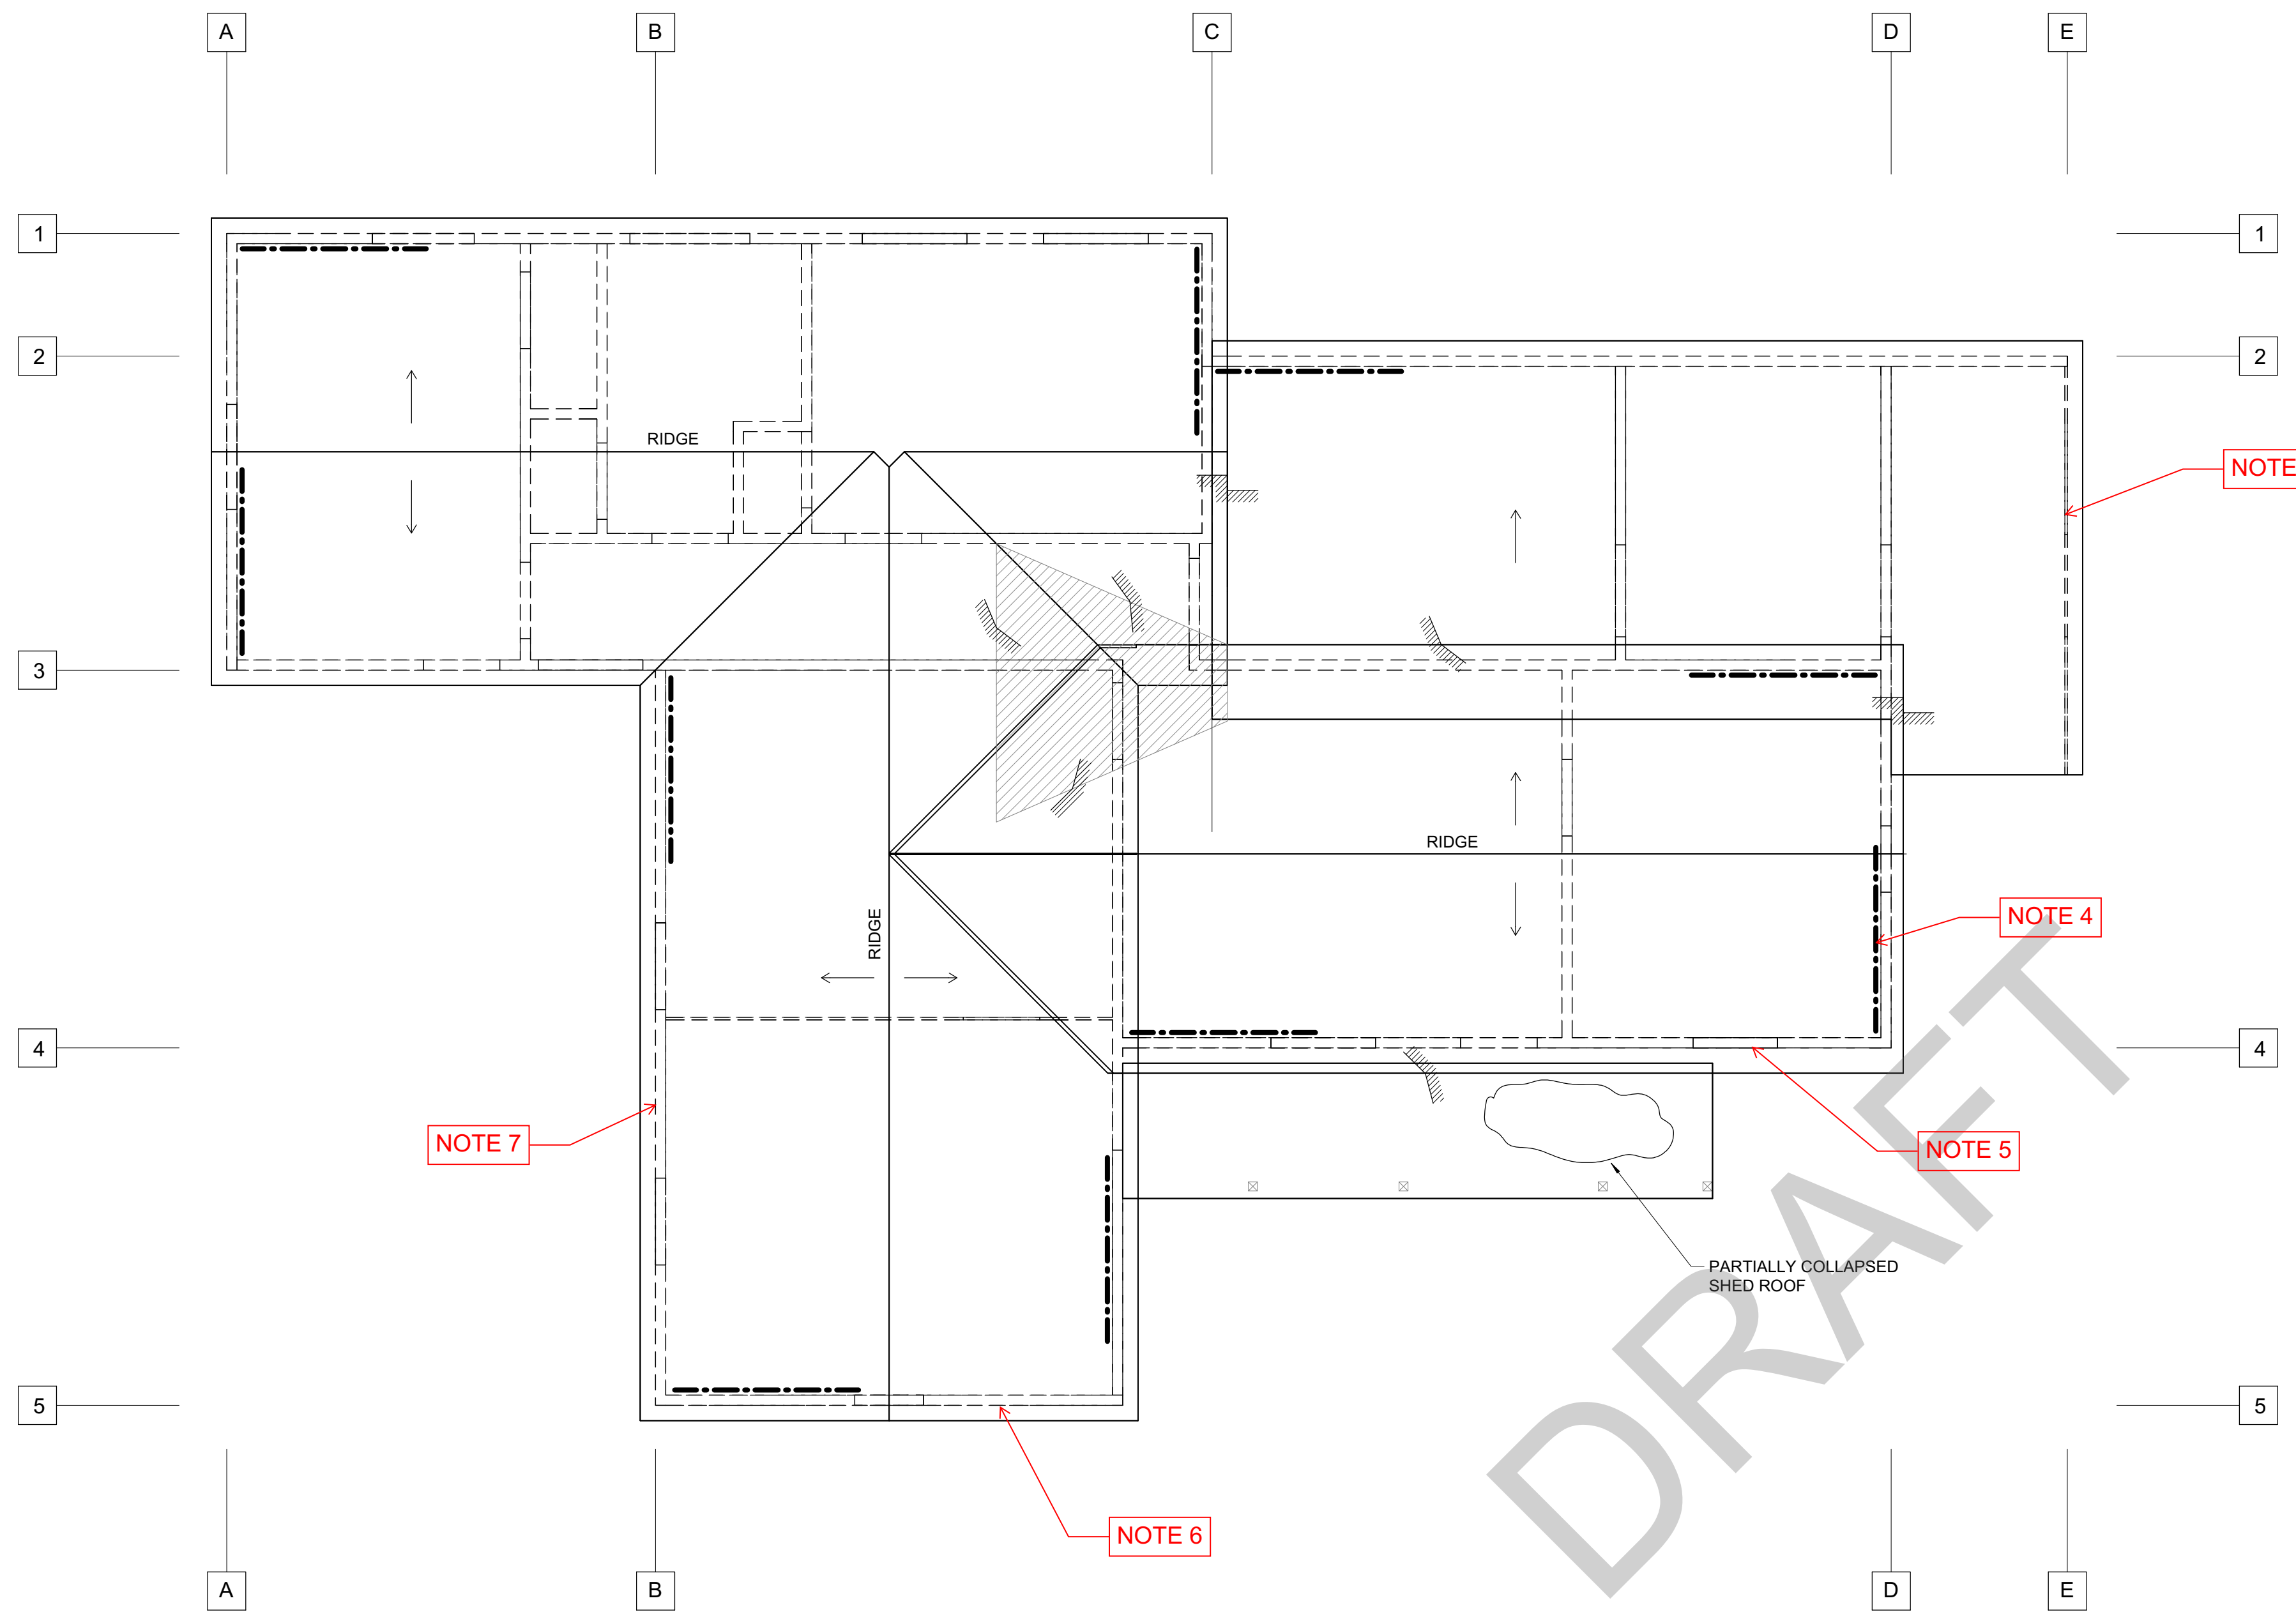 A
B
C
D
E
1
1
2
2
RIDGE
NOTE
3
3
RIDGE
RIDGE
NOTE 4
4
4
NOTE 7
NOTE 5
PARTIALLY COLLAPSED
SHED ROOF
DRAFT
5
5
NOTE 6
A
B
D
E